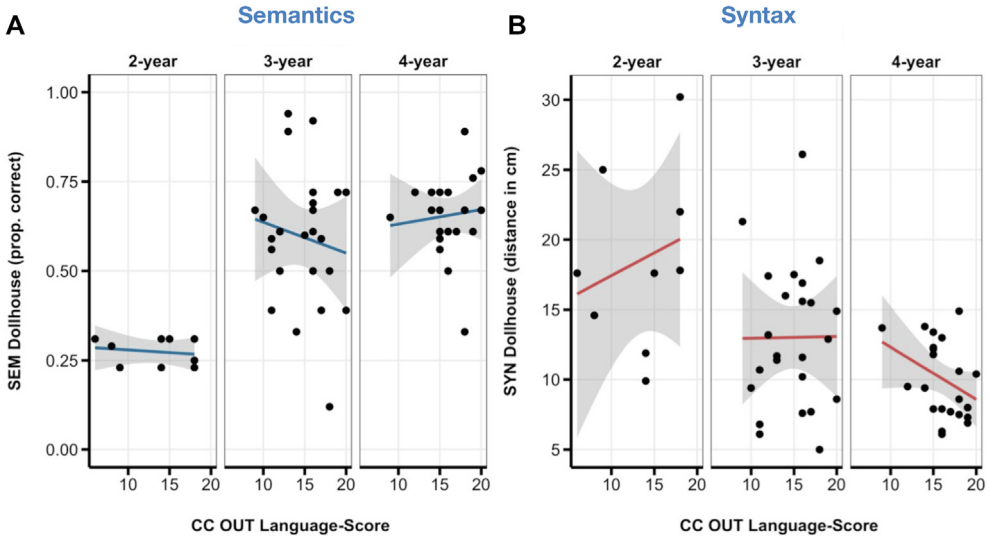 Semantics
Syntax
A
B
2-year
3-year
4-year
2-year
3-year
4-year
SEM Dollhouse (prop. correct)
1.00
0.75
0.50
0.25
0.00
10 15 20
10 15 20
10 15 20
CC OUT Language-Score
SYN Dollhouse (distance in cm)
30
25
20
15
10
5
10 15 20
10 15 20
10 15 20
CC OUT Language-Score